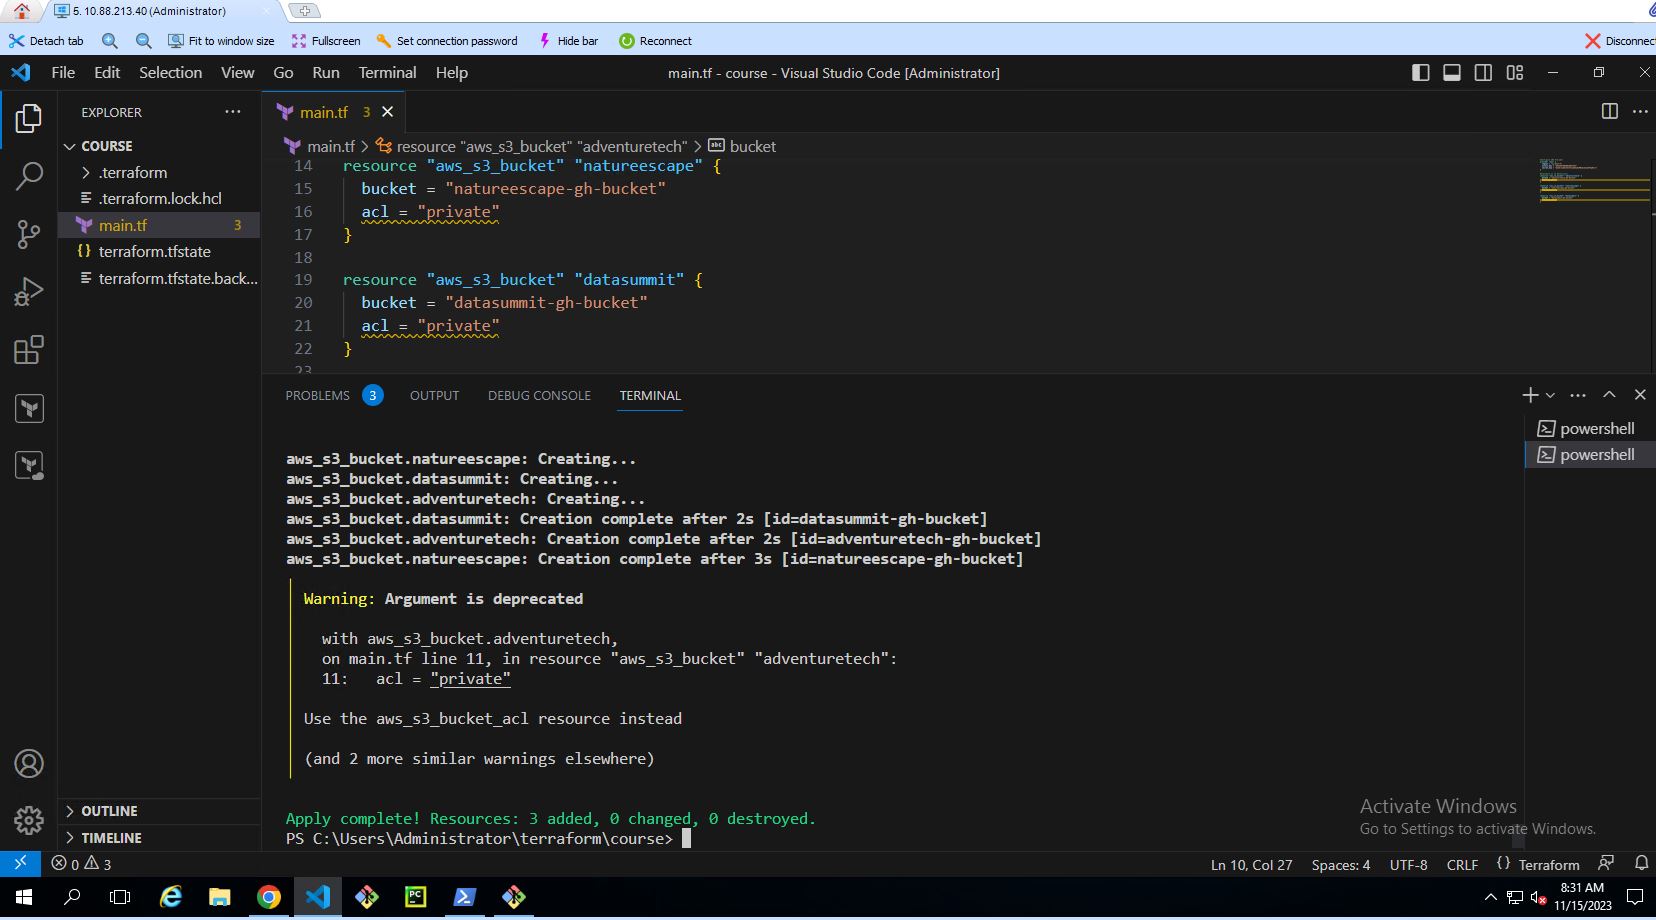 5. 10.88.213.40 (Administrator)
Detach tab Fit to window size Fullscreen Set connection password Hide bar Reconnect Disconnect
File Edit Selection View Go Run Terminal Help main.tf - course - Visual Studio Code [Administrator]
EXPLORER ...
COURSE
.terraform
.terraform.lock.hcl
main.tf 3
terraform.tfstate
terraform.tfstate.back...
OUTLINE
TIMELINE
main.tf 3
main.tf > resource "aws_s3_bucket" "adventuretech" > bucket
14 resource "aws_s3_bucket" "natureescape" {
15 bucket = "natureescape-gh-bucket"
16 acl = "private"
17 }
18
19 resource "aws_s3_bucket" "datasummit" {
20 bucket = "datasummit-gh-bucket"
21 acl = "private"
22 }
23
PROBLEMS 3 OUTPUT DEBUG CONSOLE TERMINAL
powershell
powershell
aws_s3_bucket.natureescape: Creating...
aws_s3_bucket.datasummit: Creating...
aws_s3_bucket.adventuretech: Creating...
aws_s3_bucket.datasummit: Creation complete after 2s [id=datasummit-gh-bucket]
aws_s3_bucket.adventuretech: Creation complete after 2s [id=adventuretech-gh-bucket]
aws_s3_bucket.natureescape: Creation complete after 3s [id=natureescape-gh-bucket]
Warning: Argument is deprecated
with aws_s3_bucket.adventuretech,
on main.tf line 11, in resource "aws_s3_bucket" "adventuretech":
11: acl = "private"
Use the aws_s3_bucket_acl resource instead
(and 2 more similar warnings elsewhere)
Apply complete! Resources: 3 added, 0 changed, 0 destroyed.
PS C:\Users\Administrator\terraform\course>
Activate Windows
Go to Settings to activate Windows.
0 3 Ln 10, Col 27 Spaces: 4 UTF-8 CRLF {} Terraform
8:31 AM
11/15/2023